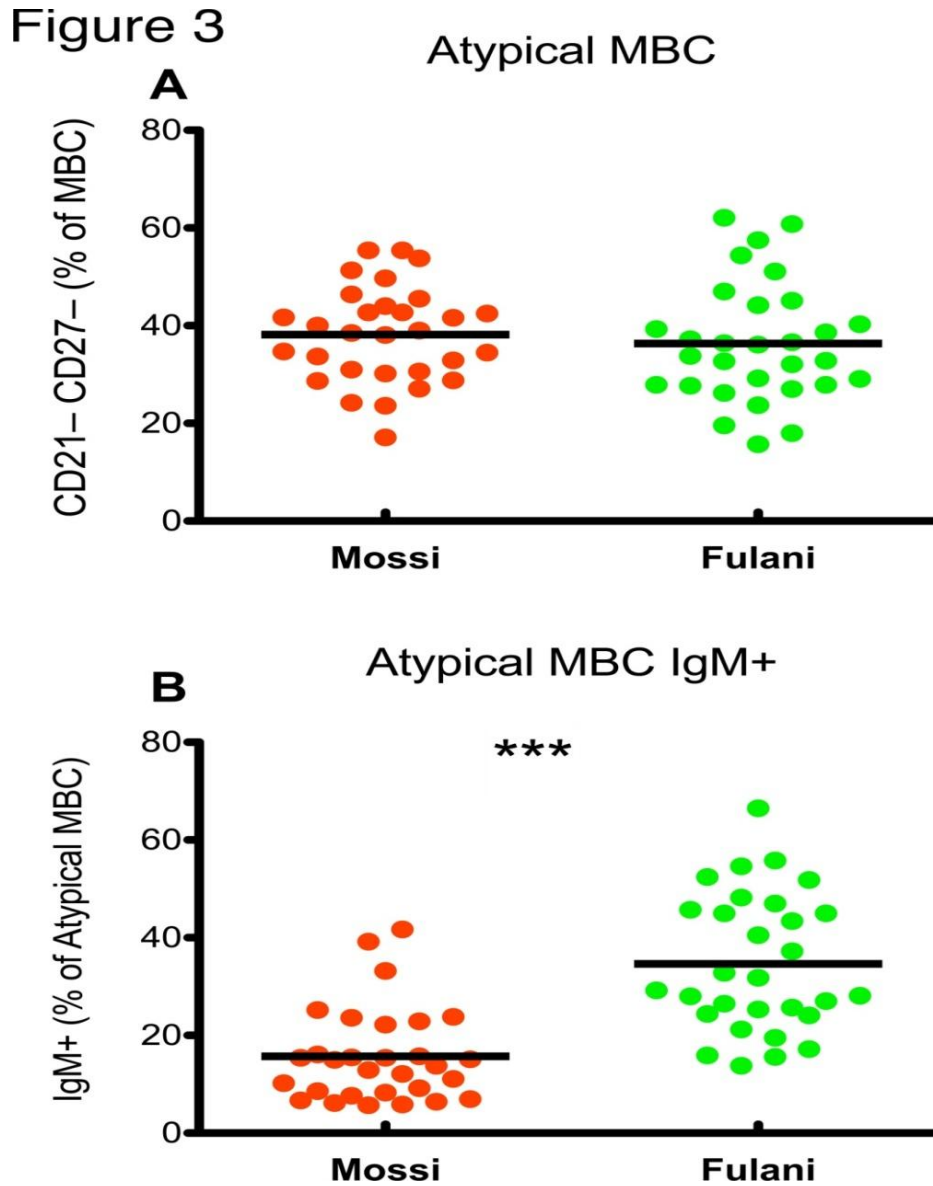 Figure 3
Atypical MBC
A
CD21– CD27– (% of MBC)
80
60
40
20
0
Mossi
Fulani
Atypical MBC IgM+
B
***
IgM+ (% of Atypical MBC)
80
60
40
20
0
Mossi
Fulani